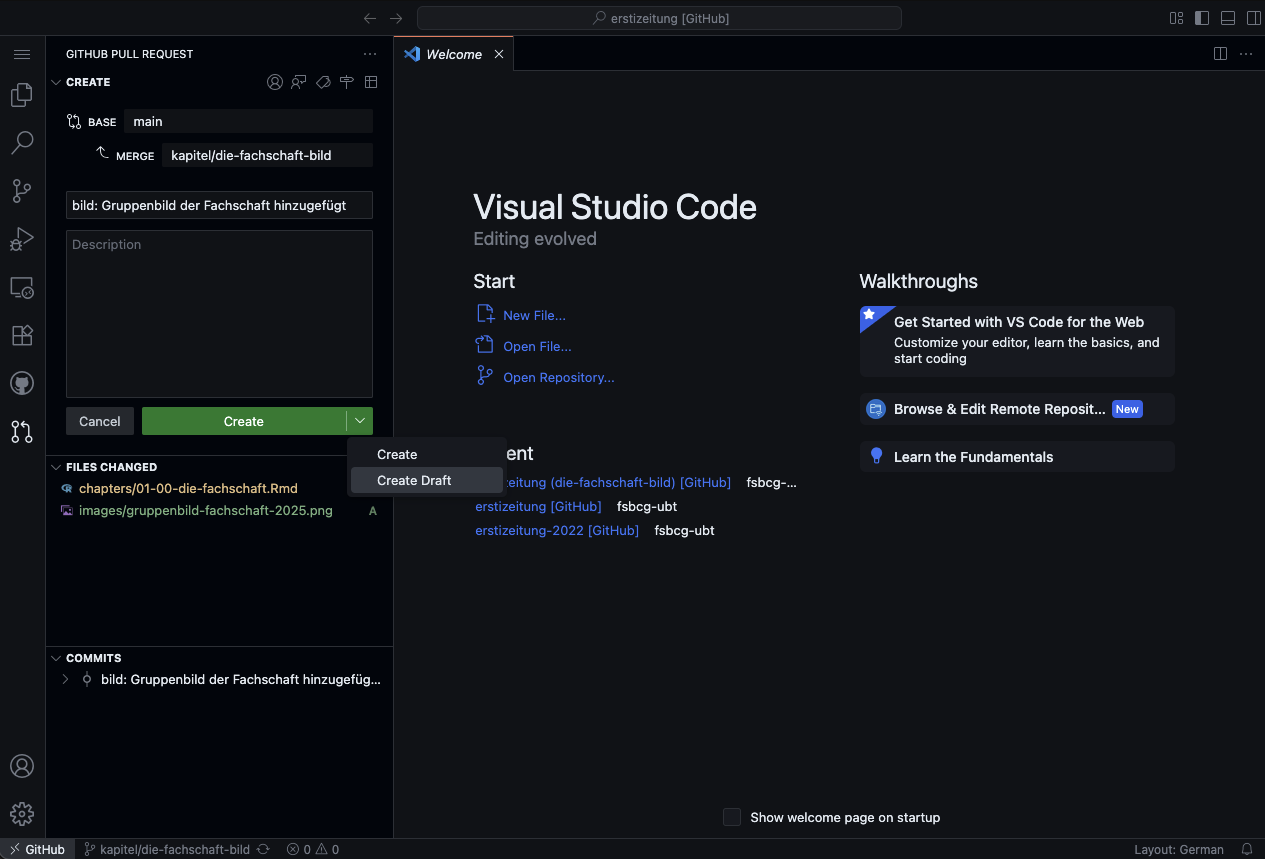 erstizeitung [GitHub]
GITHUB PULL REQUEST
CREATE
BASE main
MERGE kapitel/die-fachschaft-bild
bild: Gruppenbild der Fachschaft hinzugefügt
Description
Cancel Create
Create
Create Draft
FILES CHANGED
chapters/01-00-die-fachschaft.Rmd
images/gruppenbild-fachschaft-2025.png A
COMMITS
bild: Gruppenbild der Fachschaft hinzugefüg...
Welcome
Visual Studio Code
Editing evolved
Start
New File...
Open File...
Open Repository...
ent
zeitung (die-fachschaft-bild) [GitHub] fsbcg-...
erstizeitung [GitHub] fsbcg-ubt
erstizeitung-2022 [GitHub] fsbcg-ubt
Walkthroughs
Get Started with VS Code for the Web
Customize your editor, learn the basics, and
start coding
Browse & Edit Remote Reposit... New
Learn the Fundamentals
Show welcome page on startup
GitHub kapitel/die-fachschaft-bild 0 0 Layout: German